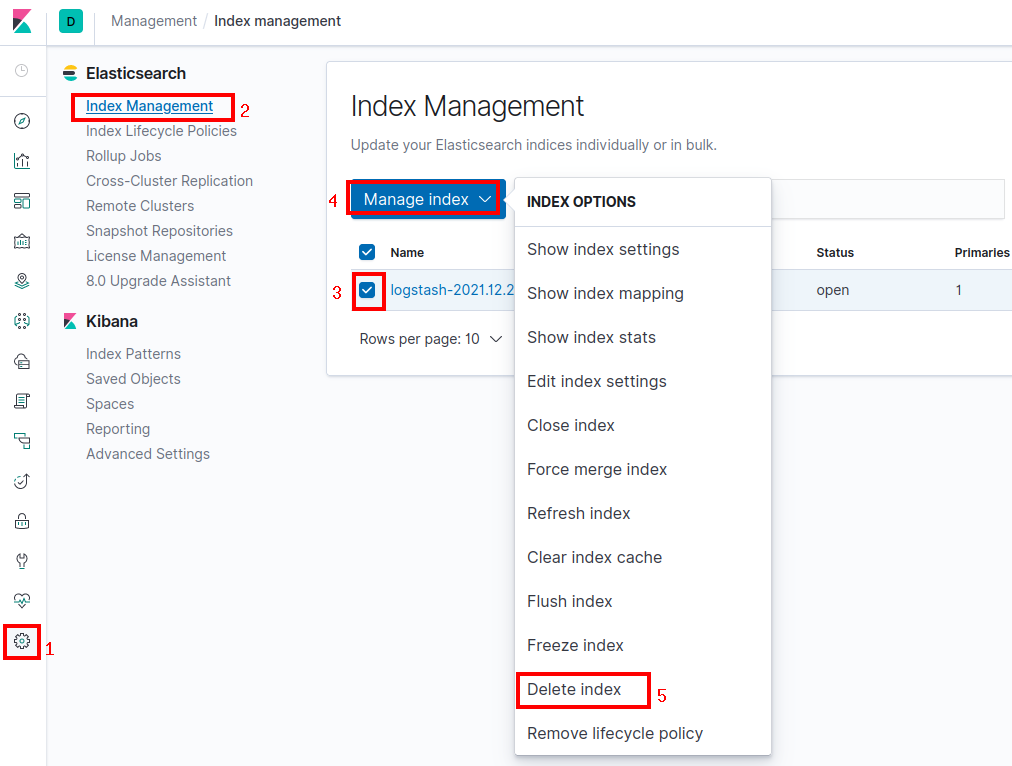 D Management / Index management
Elasticsearch
Index Management 2
Index Lifecycle Policies
Rollup Jobs
Cross-Cluster Replication
Remote Clusters
Snapshot Repositories
License Management
8.0 Upgrade Assistant
Kibana
Index Patterns
Saved Objects
Spaces
Reporting
Advanced Settings
1
Index Management
Update your Elasticsearch indices individually or in bulk.
4 Manage index
Name Status Primaries
3 logstash-2021.12.2 open 1
Rows per page: 10
INDEX OPTIONS
Show index settings
Show index mapping
Show index stats
Edit index settings
Close index
Force merge index
Refresh index
Clear index cache
Flush index
Freeze index
Delete index 5
Remove lifecycle policy